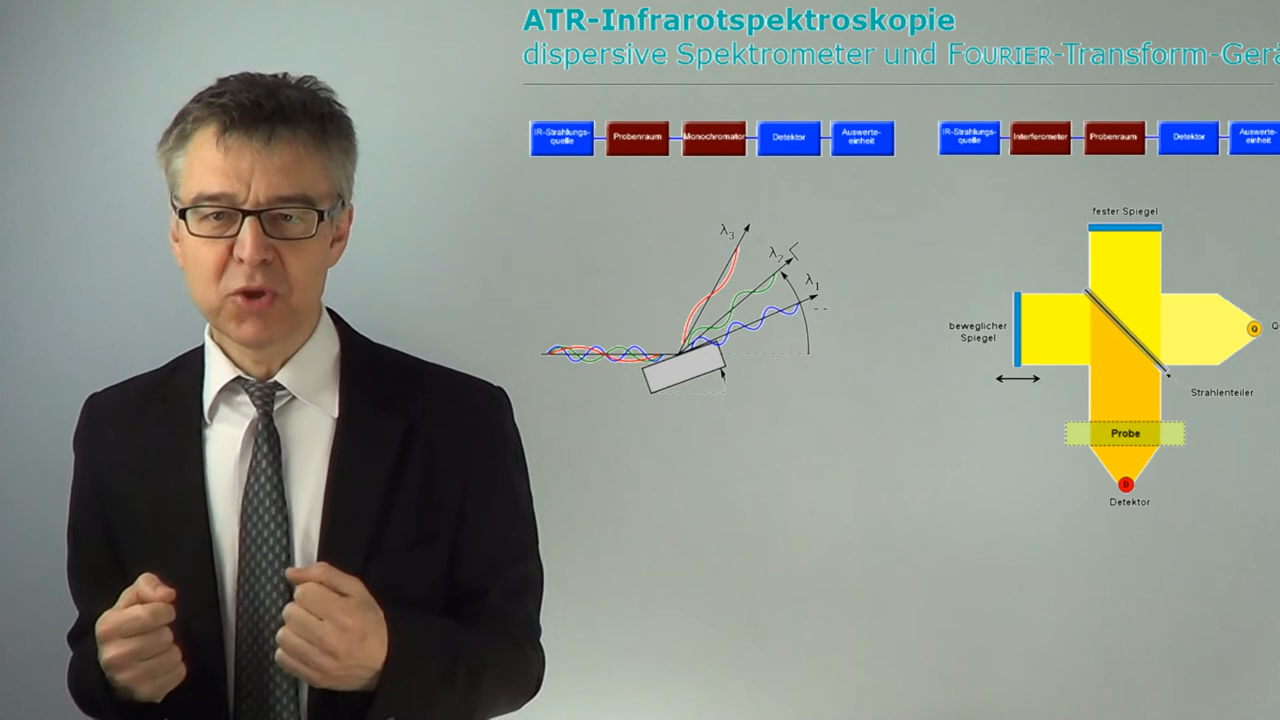 ATR-Infrarotspektroskopie
dispersive Spektrometer und FOURIER-Transform-Gerä
IR-Strahlungs-
quelle
Probenraum
Monochromator
Detektor
Auswerte-
einheit
IR-Strahlungs-
quelle
Interferometer
Probenraum
Detektor
Auswerte-
einheit
λ3
λ2
λ1
fester Spiegel
beweglicher
Spiegel
Q
Q
Strahlenteiler
Probe
D
Detektor